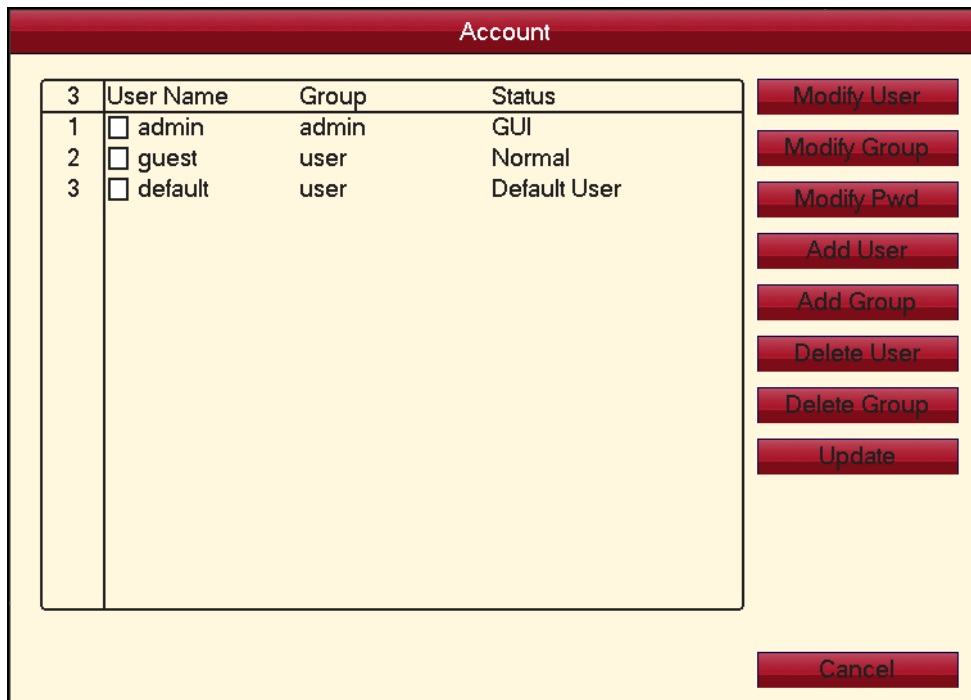 Account
3 User Name Group Status
1 admin admin GUI
2 guest user Normal
3 default user Default User
Modify User
Modify Group
Modify Pwd
Add User
Add Group
Delete User
Delete Group
Update
Cancel